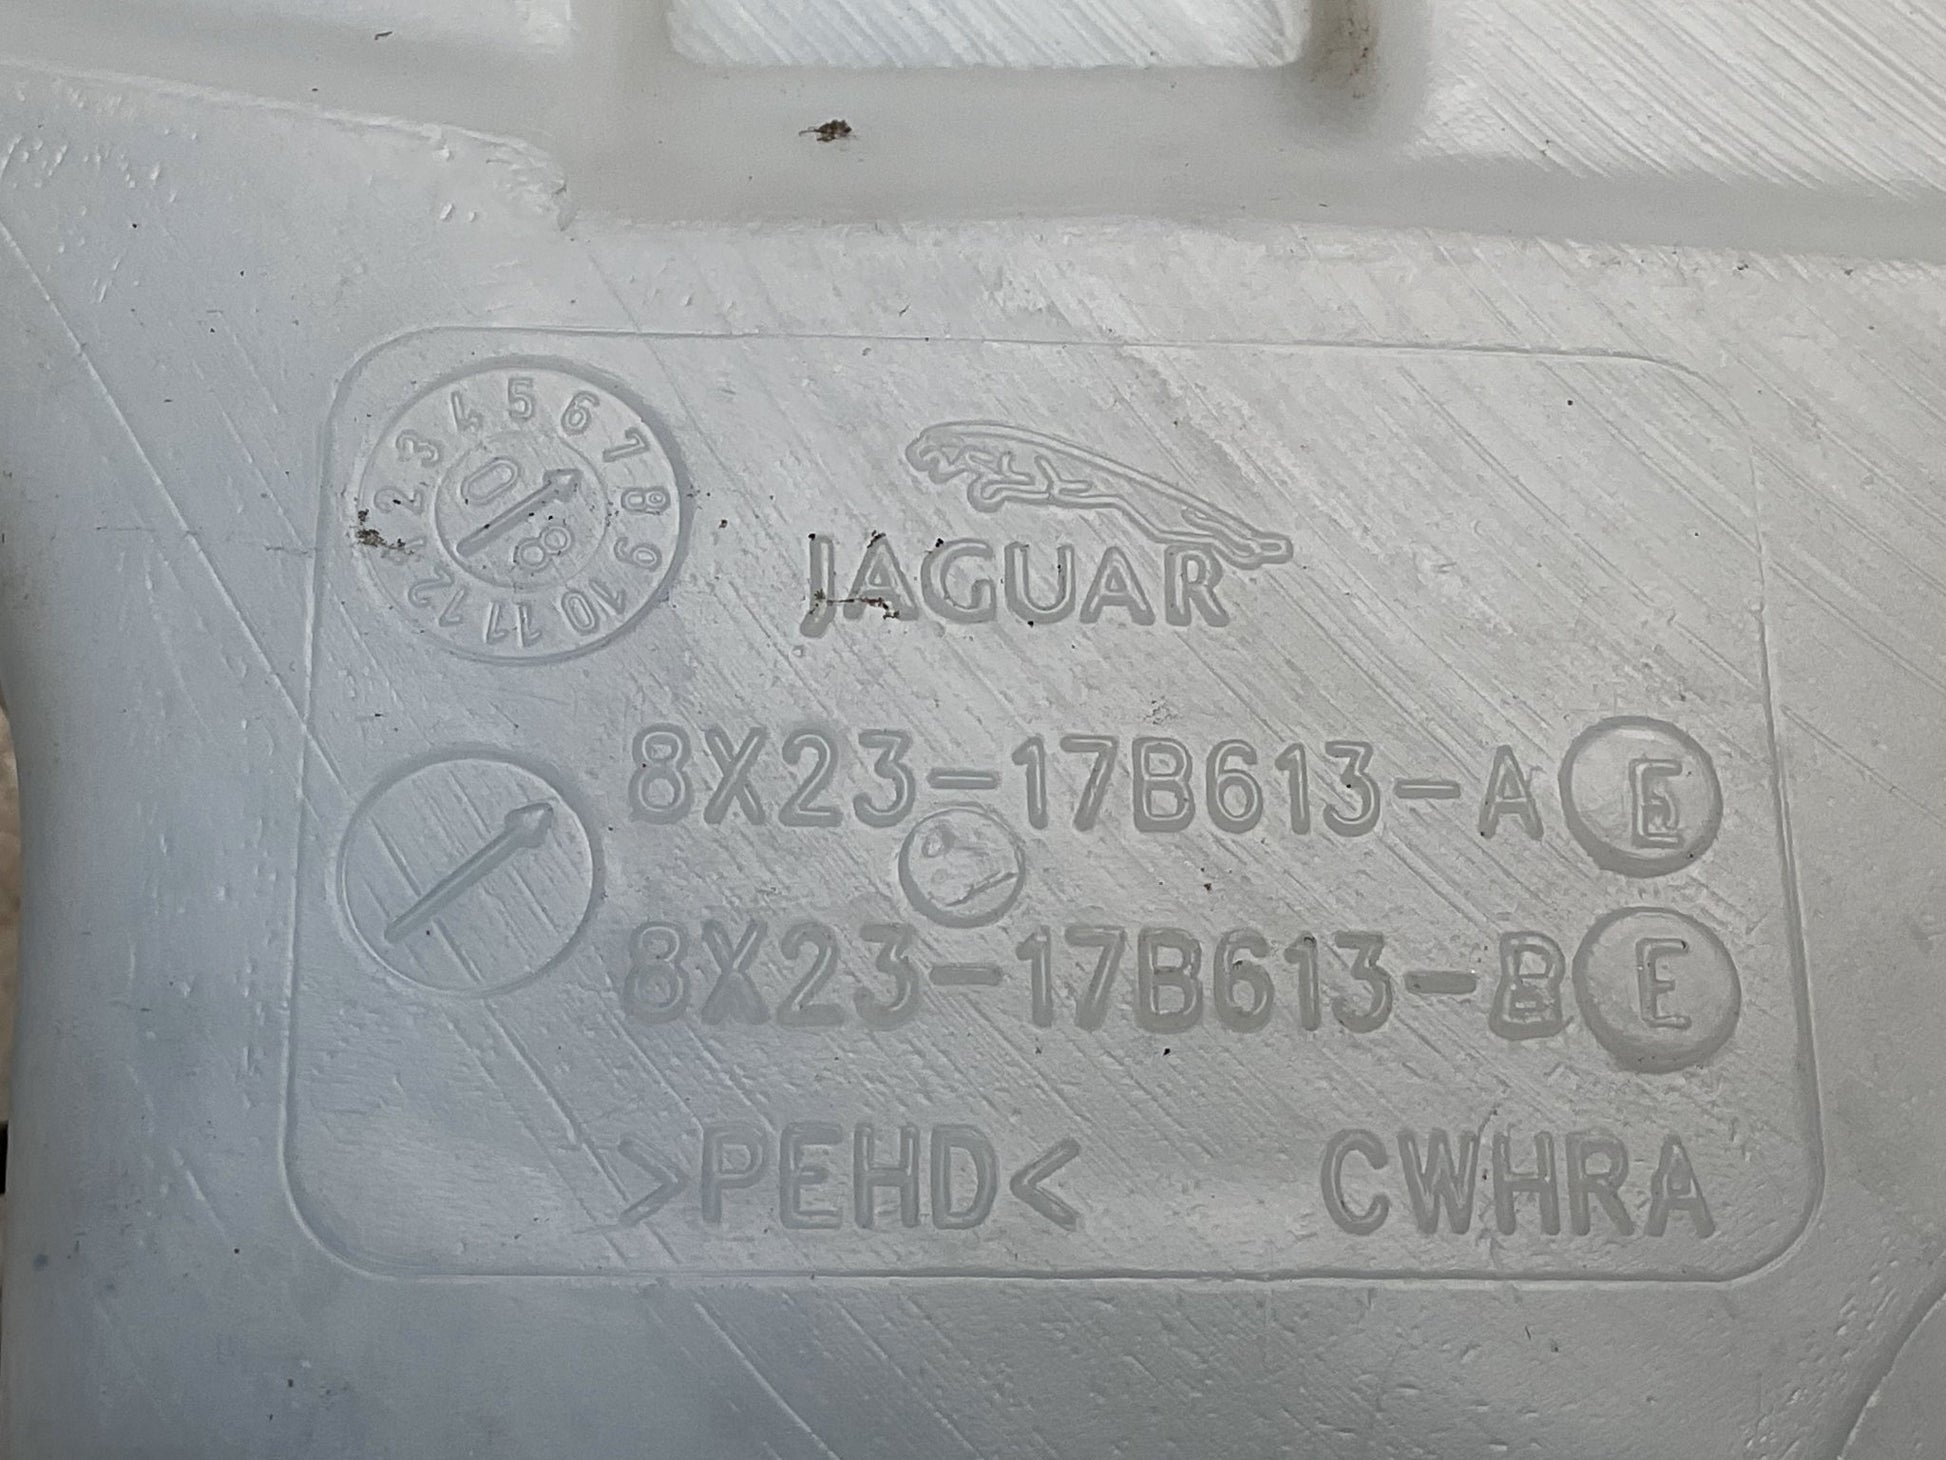 1 2 3 4 5 6 7 8 9 10 11 12
0 8
JAGUAR
8X23-17B613-A E
8X23-17B613-B E
>PEHD< CWHRA